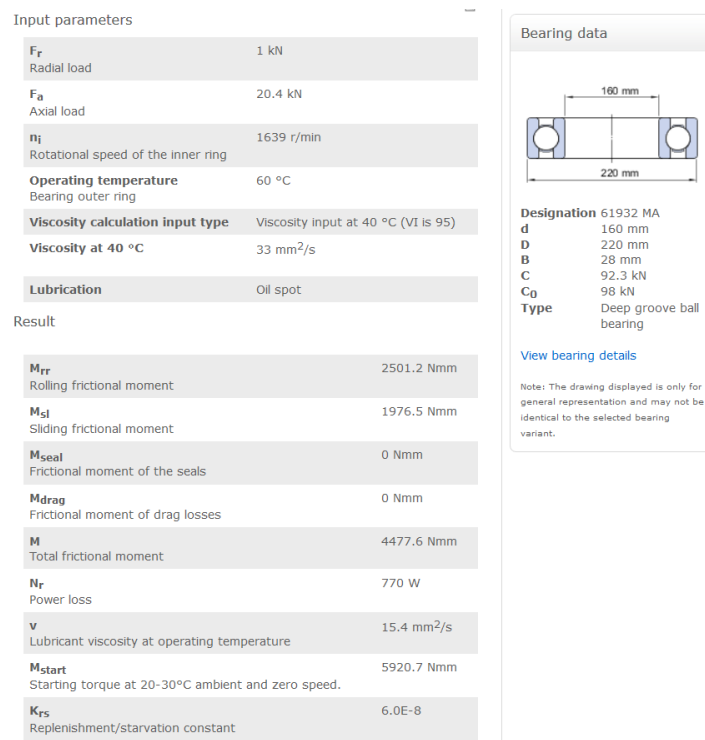 Input parameters
Fr 1 kN
Radial load
Fa 20.4 kN
Axial load
ni 1639 r/min
Rotational speed of the inner ring
Operating temperature 60 °C
Bearing outer ring
Viscosity calculation input type Viscosity input at 40 °C (VI is 95)
Viscosity at 40 °C 33 mm2/s
Lubrication Oil spot
Result
Mrr 2501.2 Nmm
Rolling frictional moment
Msl 1976.5 Nmm
Sliding frictional moment
Mseal 0 Nmm
Frictional moment of the seals
Mdrag 0 Nmm
Frictional moment of drag losses
M 4477.6 Nmm
Total frictional moment
Nr 770 W
Power loss
v 15.4 mm2/s
Lubricant viscosity at operating temperature
Mstart 5920.7 Nmm
Starting torque at 20-30°C ambient and zero speed.
Krs 6.0E-8
Replenishment/starvation constant
Bearing data
160 mm
220 mm
Designation 61932 MA
d 160 mm
D 220 mm
B 28 mm
C 92.3 kN
C0 98 kN
Type Deep groove ball
bearing
View bearing details
Note: The drawing displayed is only for
general representation and may not be
identical to the selected bearing
variant.